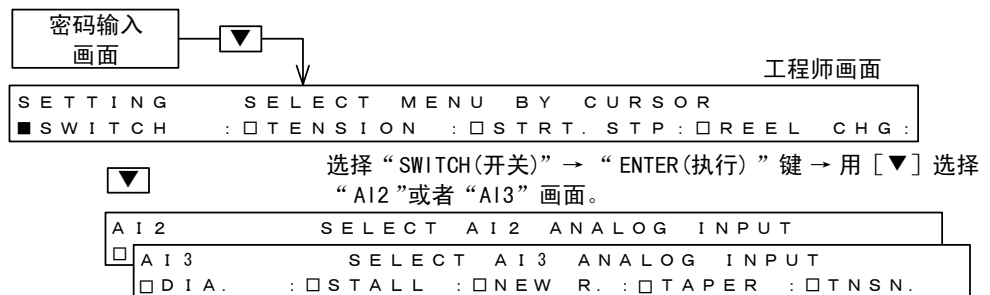 密码输入
画面
▼
工程师画面
SETTING SELECT MENU BY CURSOR
■SWITCH :□TENSION :□STRT. STP:□REEL CHG:
选择“SWITCH(开关)”→“ENTER(执行)”键→用［▼］选择
▼
“AI2”或者“AI3”画面。
AI2 SELECT AI2 ANALOG INPUT
□
AI3 SELECT AI3 ANALOG INPUT
□DIA. :□STALL :□NEW R. :□TAPER :□TNSN.